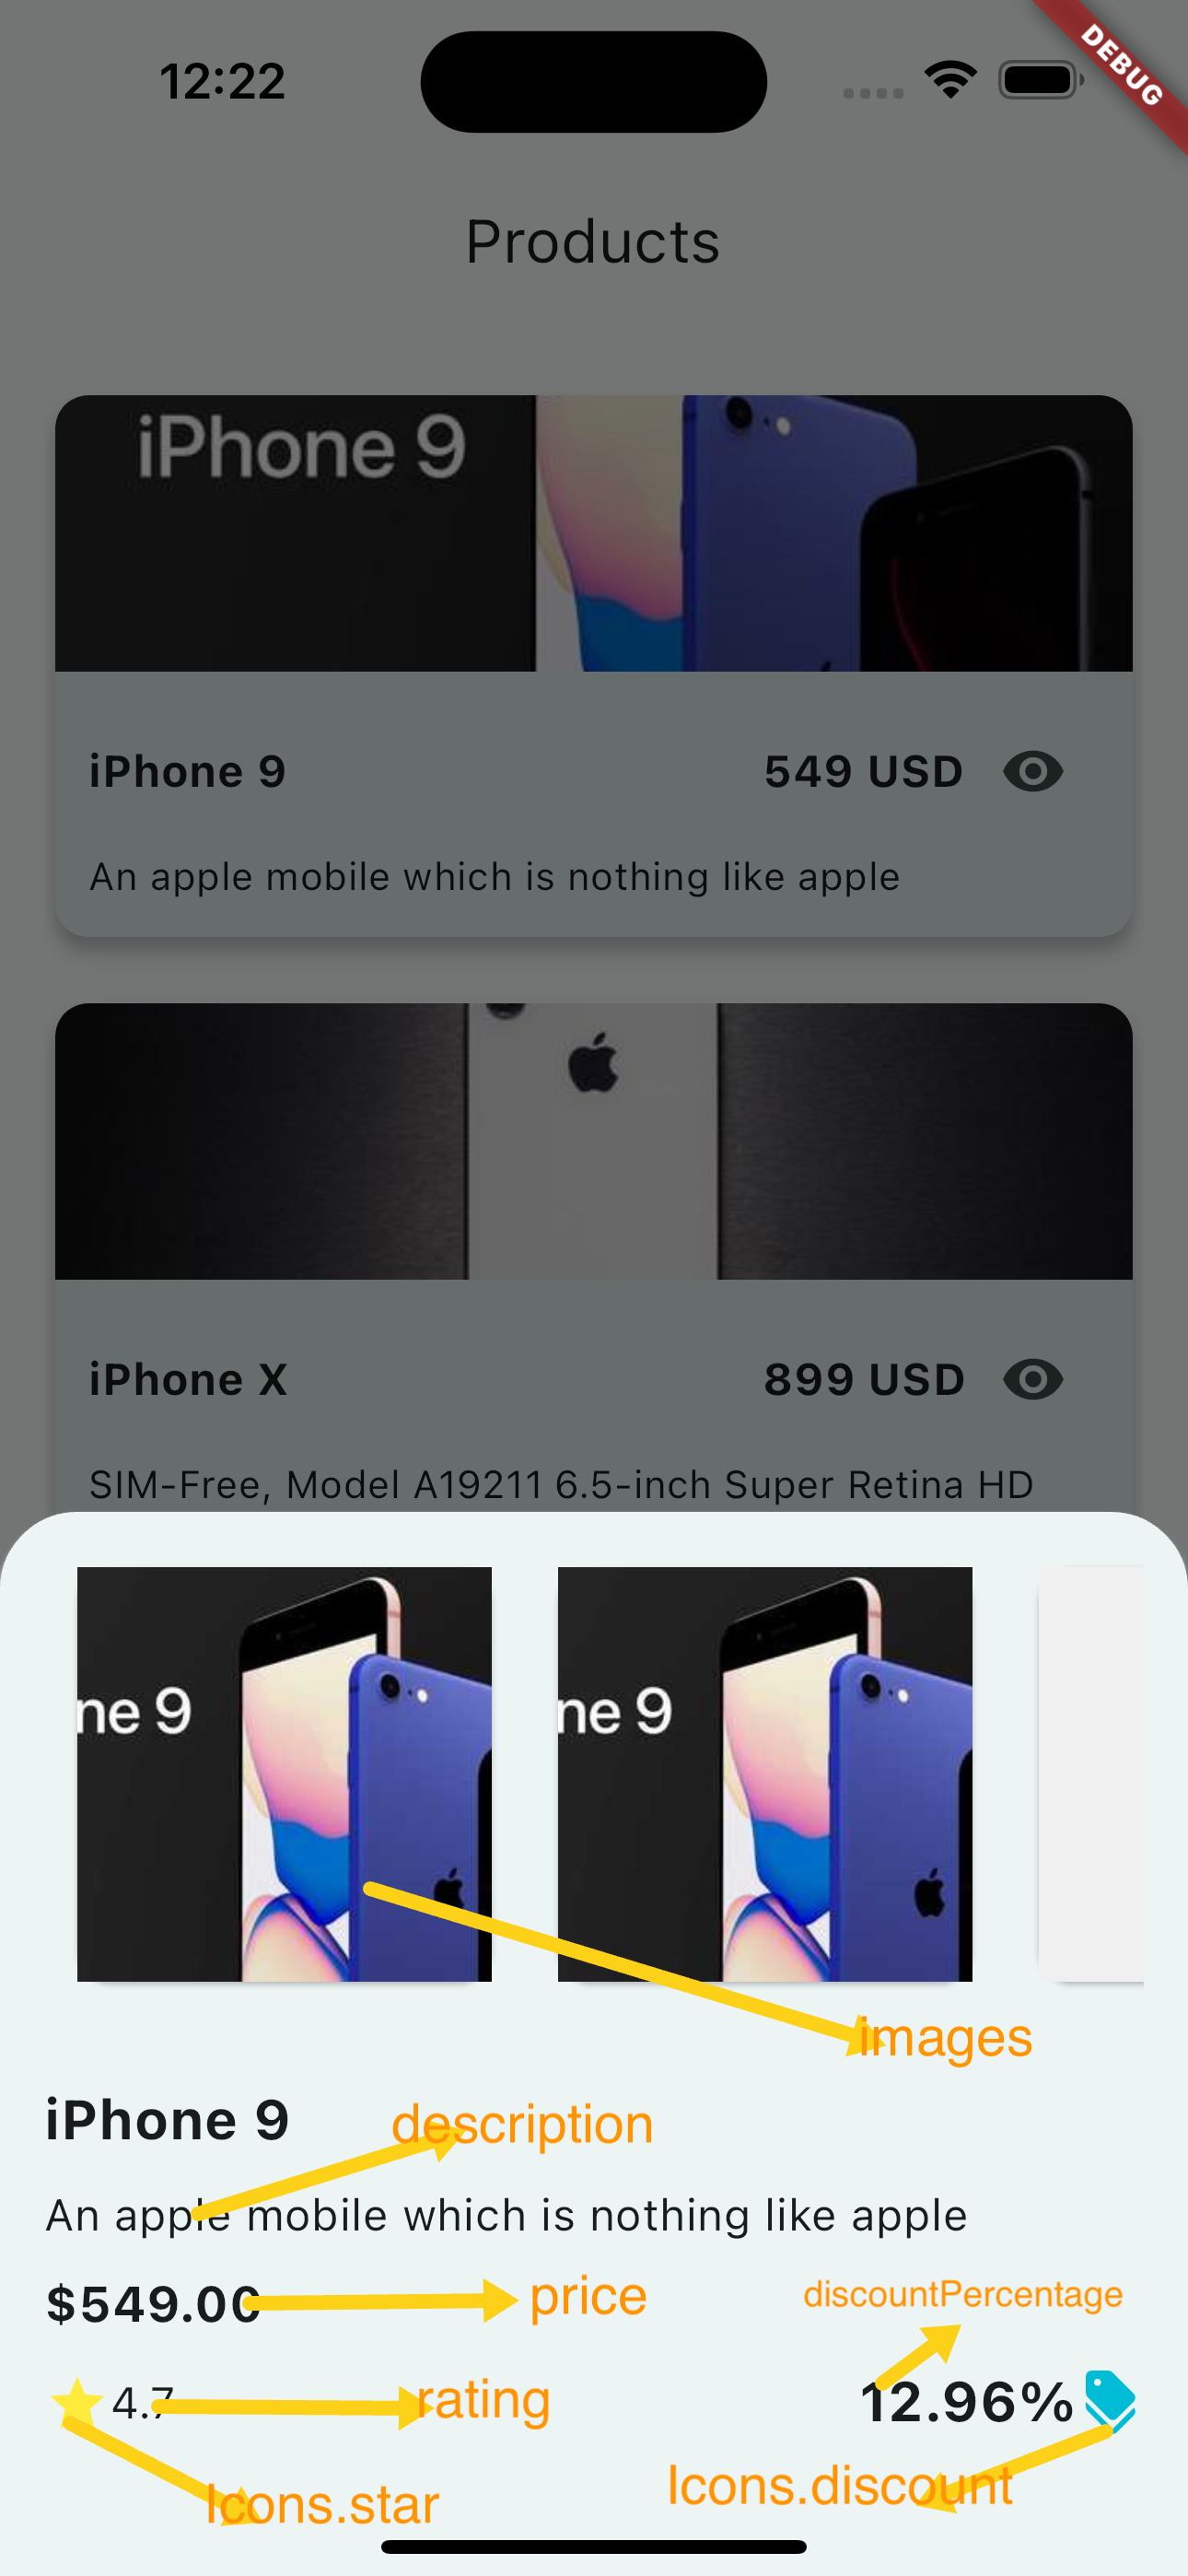 12:22
DEBUG
Products
iPhone 9
iPhone 9
549 USD
An apple mobile which is nothing like apple
iPhone X
899 USD
SIM-Free, Model A19211 6.5-inch Super Retina HD
ne 9
ne 9
images
iPhone 9
description
An apple mobile which is nothing like apple
$549.00
price
discountPercentage
4.7
rating
12.96%
Icons.star
Icons.discount